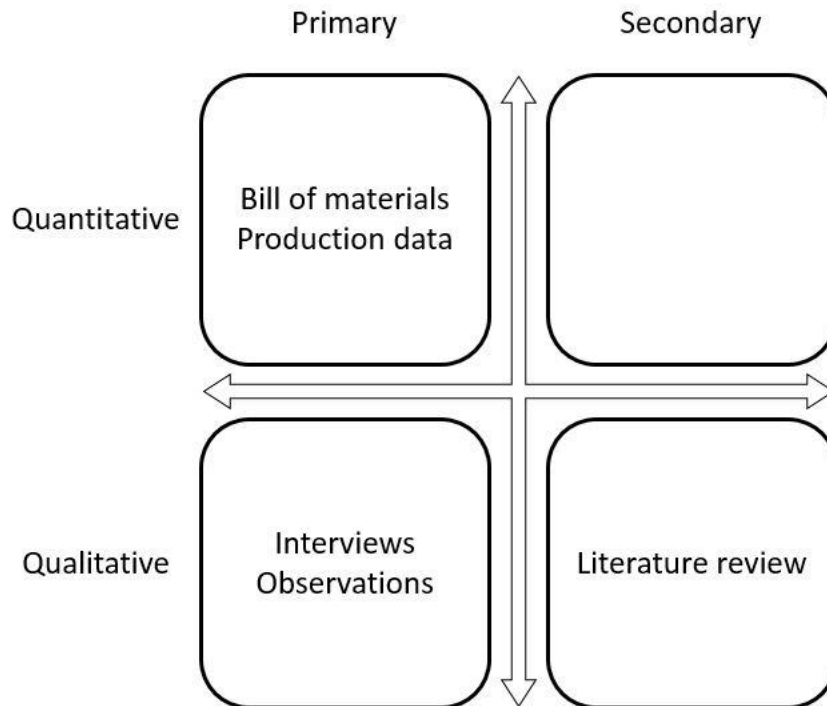 Primary
Secondary
Quantitative
Bill of materials
Production data
Qualitative
Interviews
Observations
Literature review